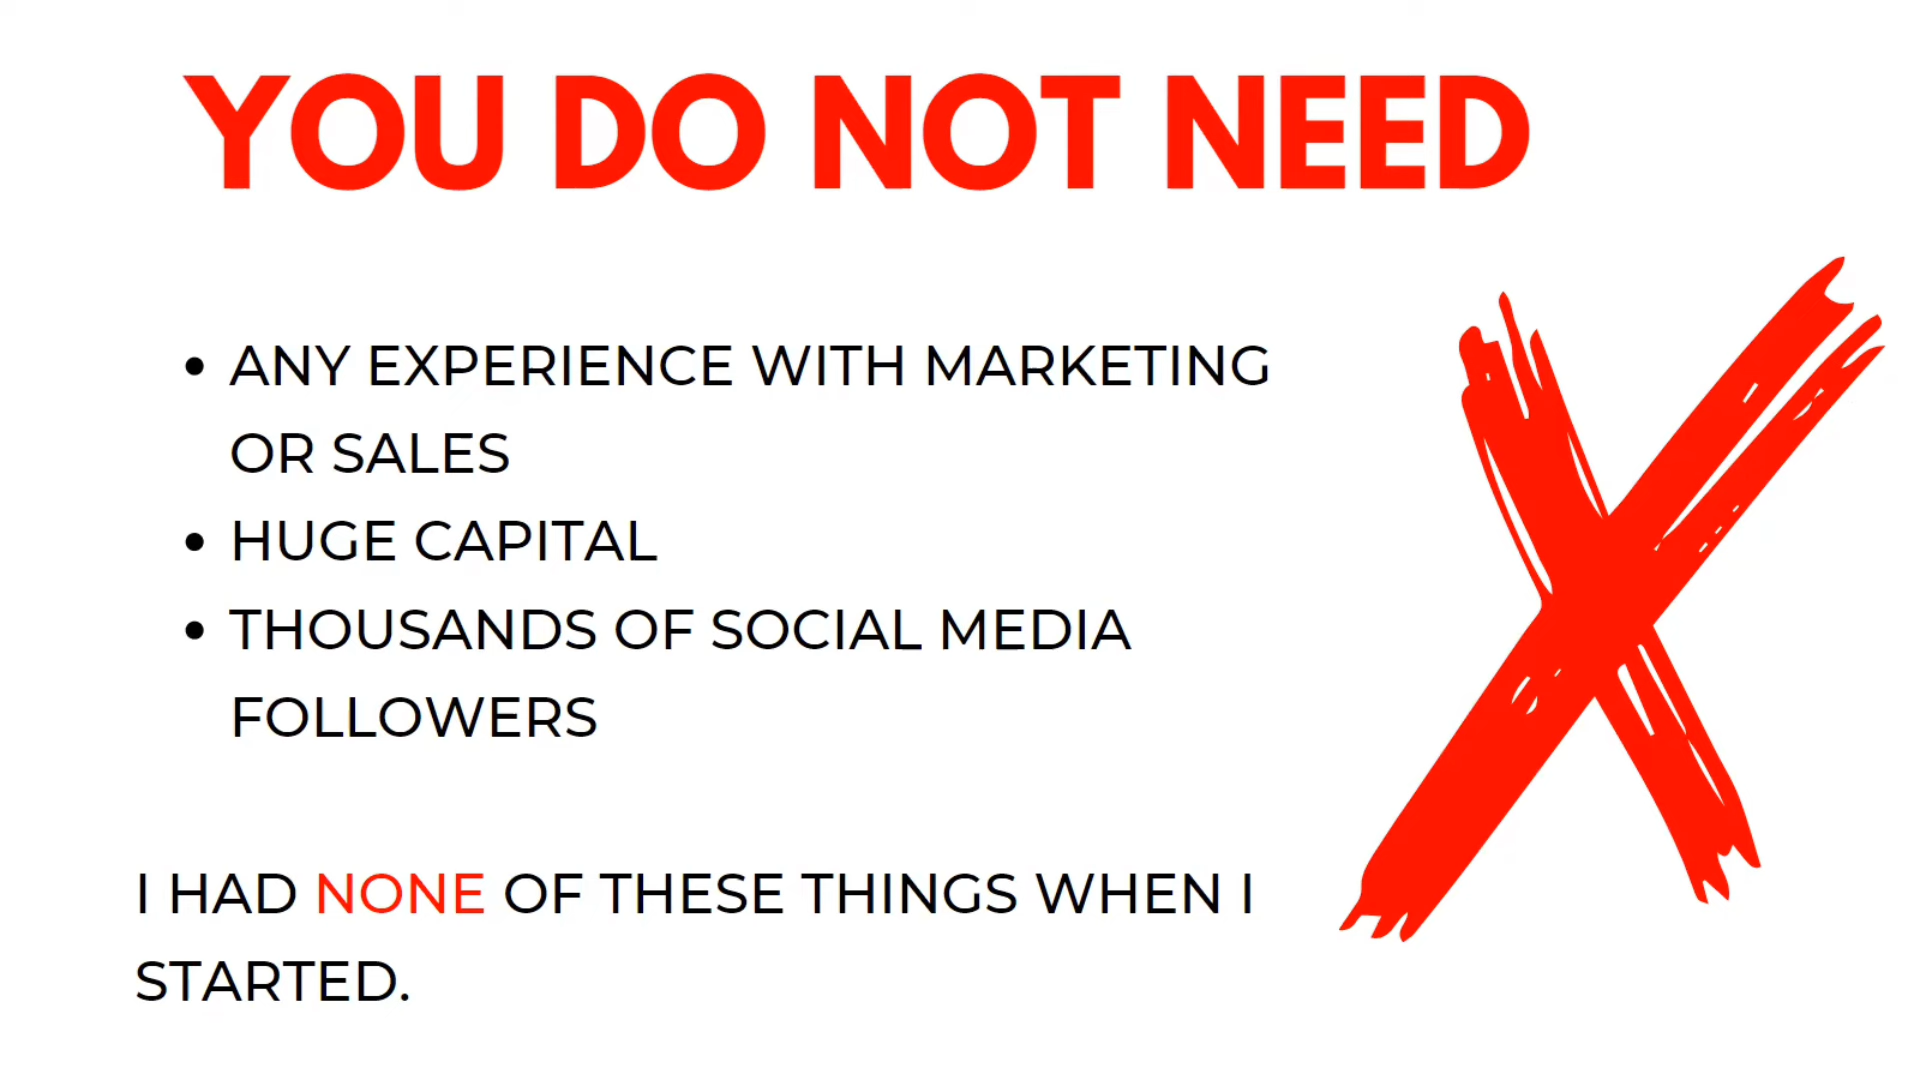 YOU DO NOT NEED
• ANY EXPERIENCE WITH MARKETING
OR SALES
• HUGE CAPITAL
• THOUSANDS OF SOCIAL MEDIA
FOLLOWERS
I HAD NONE OF THESE THINGS WHEN I
STARTED.